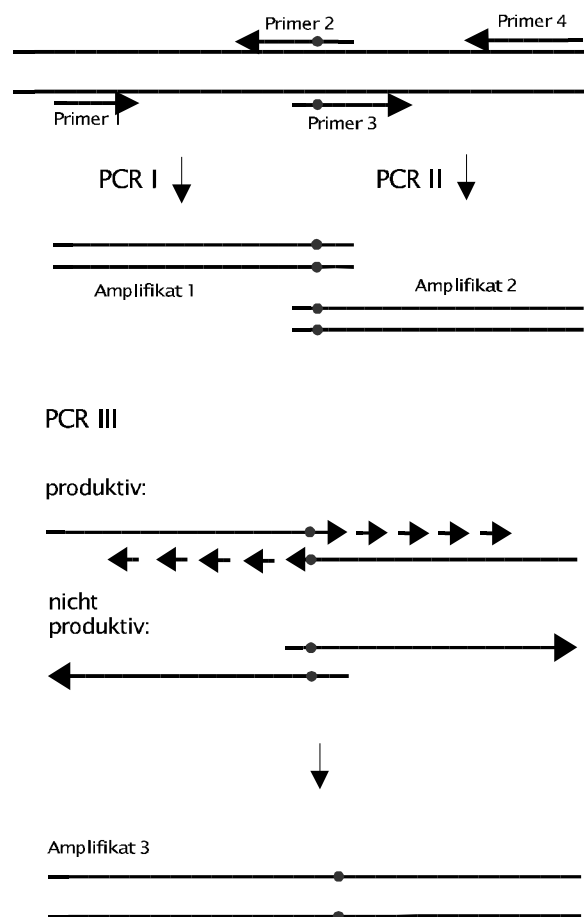 Primer 2
Primer 4
Primer 1
Primer 3
PCR I
PCR II
Amplifikat 1
Amplifikat 2
PCR III
produktiv:
nicht
produktiv:
Amplifikat 3